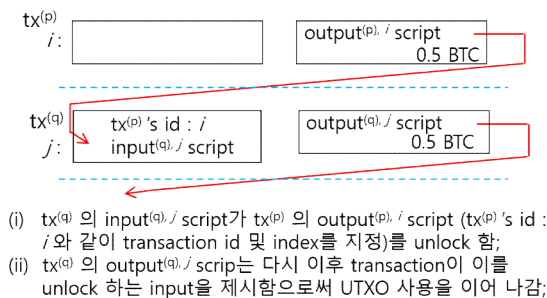 tx(p)
i:
output(p), i script
0.5 BTC
tx(q)
j:
tx(p) 's id : i
input(q), j script
output(q), j script
0.5 BTC
(i) tx(q) 의 input(q), j script가 tx(p) 의 output(p), i script (tx(p) 's id :
i 와 같이 transaction id 및 index를 지정)를 unlock 함;
(ii) tx(q) 의 output(q), j scrip는 다시 이후 transaction이 이를
unlock 하는 input을 제시함으로써 UTXO 사용을 이어 나감;